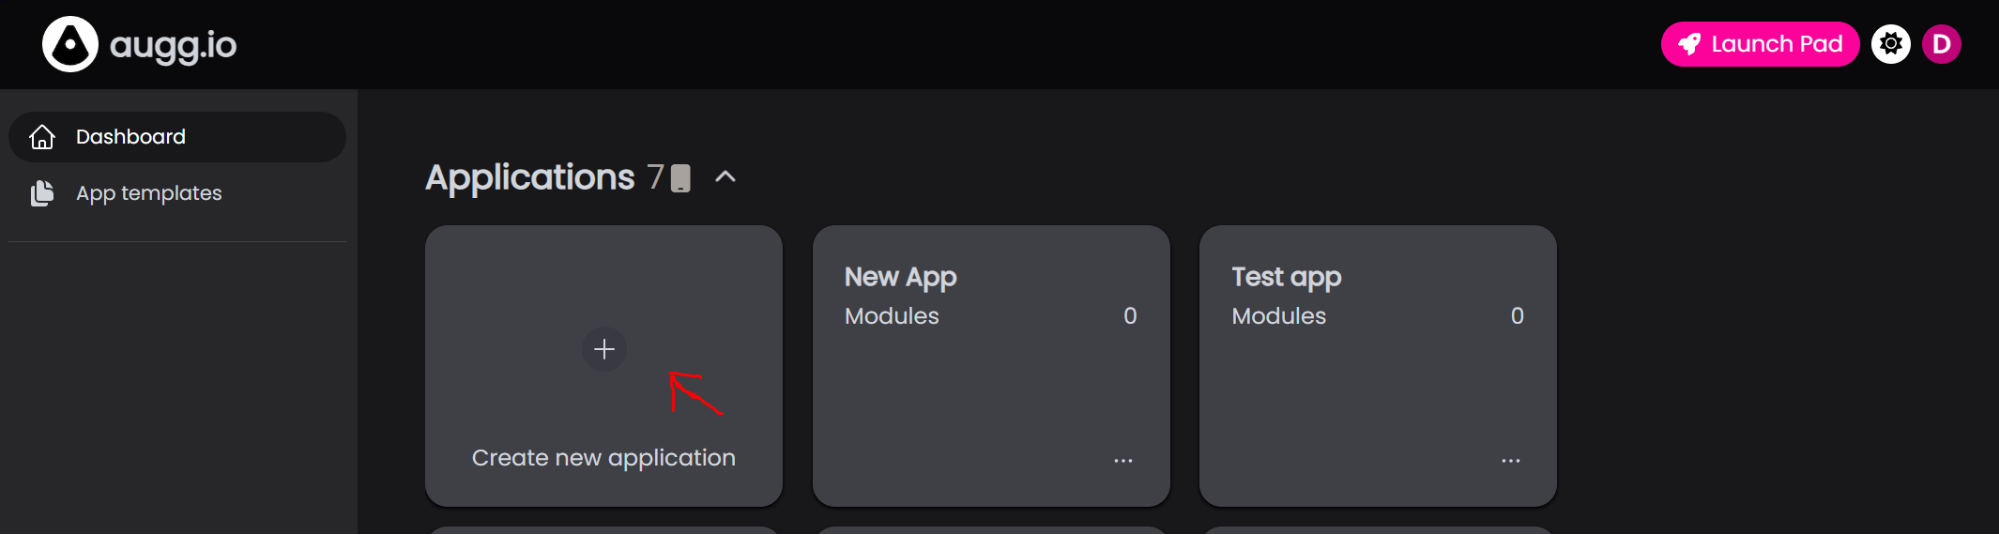 augg.io
Launch Pad
D
Dashboard
App templates
Applications 7
Create new application
New App
Modules 0
...
Test app
Modules 0
...